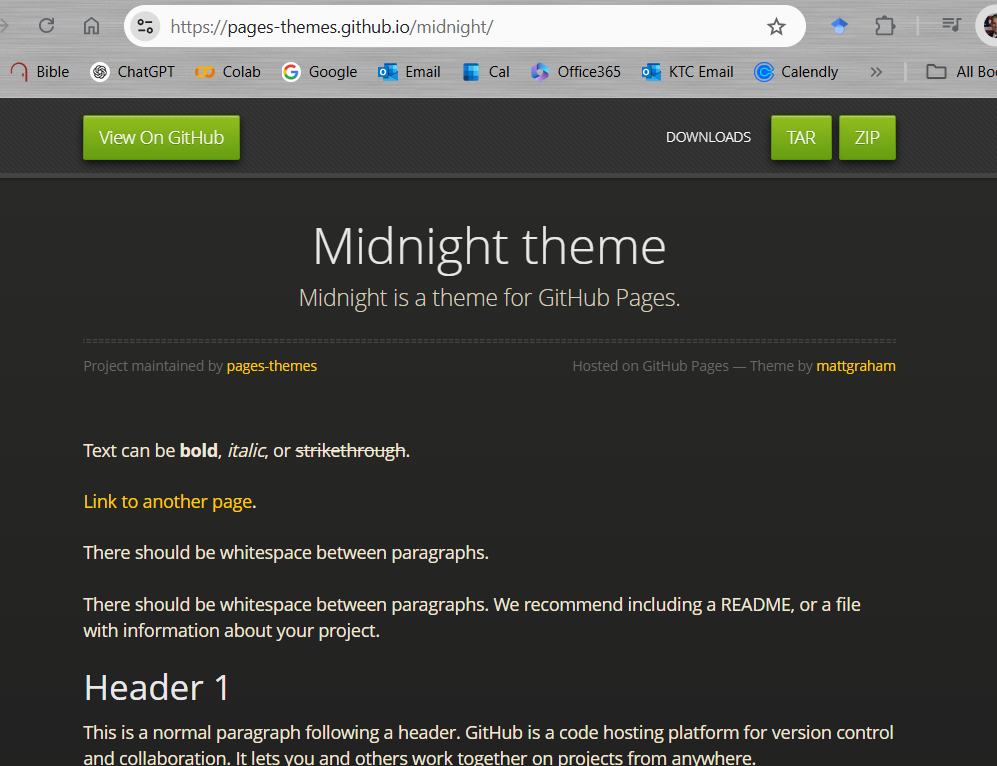 https://pages-themes.github.io/midnight/
Bible ChatGPT Colab Google Email Cal Office365 KTC Email Calendly » All Boo
View On GitHub DOWNLOADS TAR ZIP
Midnight theme
Midnight is a theme for GitHub Pages.
Project maintained by pages-themes Hosted on GitHub Pages — Theme by mattgraham
Text can be bold, italic, or strikethrough.
Link to another page.
There should be whitespace between paragraphs.
There should be whitespace between paragraphs. We recommend including a README, or a file
with information about your project.
Header 1
This is a normal paragraph following a header. GitHub is a code hosting platform for version control
and collaboration. It lets you and others work together on projects from anywhere.